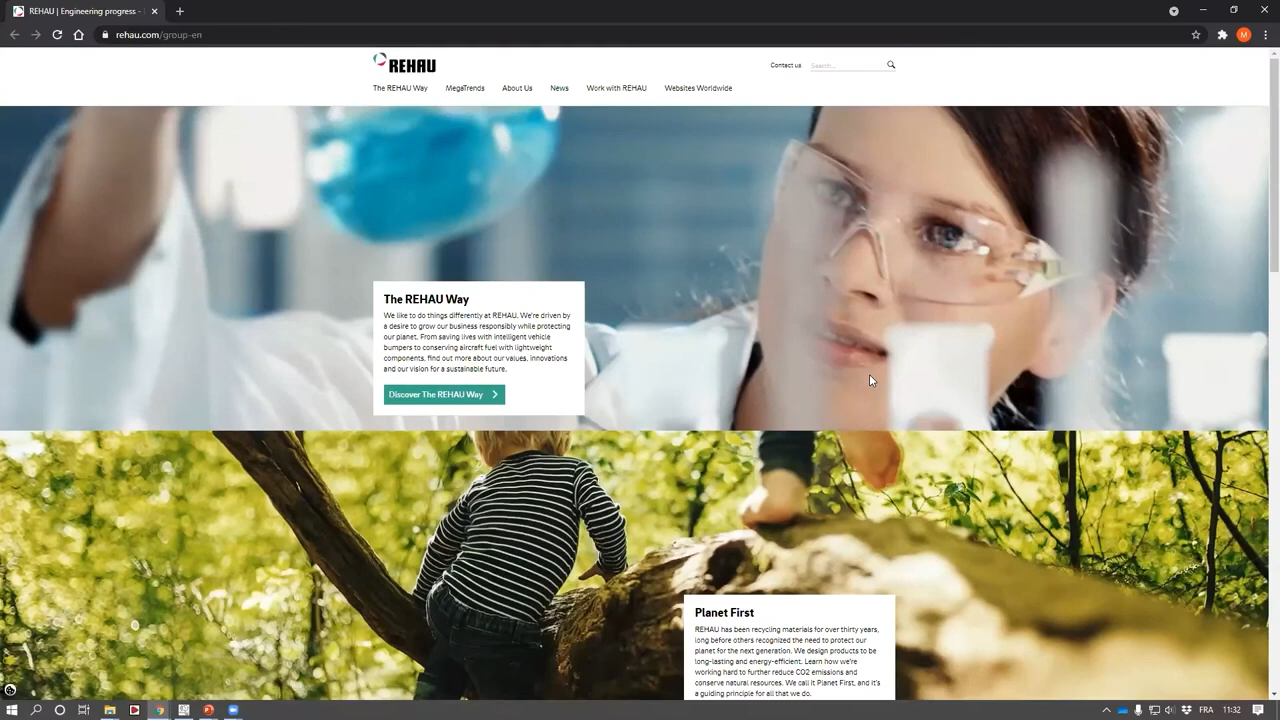 REHAU | Engineering progress -
rehau.com/group-en
M
REHAU
Contact us
Search...
The REHAU Way
MegaTrends
About Us
News
Work with REHAU
Websites Worldwide
The REHAU Way
We like to do things differently at REHAU. We're driven by
a desire to grow our business responsibly while protecting
our planet. From saving lives with intelligent vehicle
bumpers to conserving aircraft fuel with lightweight
components, find out more about our values, innovations
and our vision for a sustainable future.
Discover The REHAU Way
Planet First
REHAU has been recycling materials for over thirty years,
long before others recognized the need to protect our
planet for the next generation. We design products to be
long-lasting and energy-efficient. Learn how we're
working hard to further reduce CO2 emissions and
conserve natural resources. We call it Planet First, and it's
a guiding principle for all that we do.
FRA
11:32